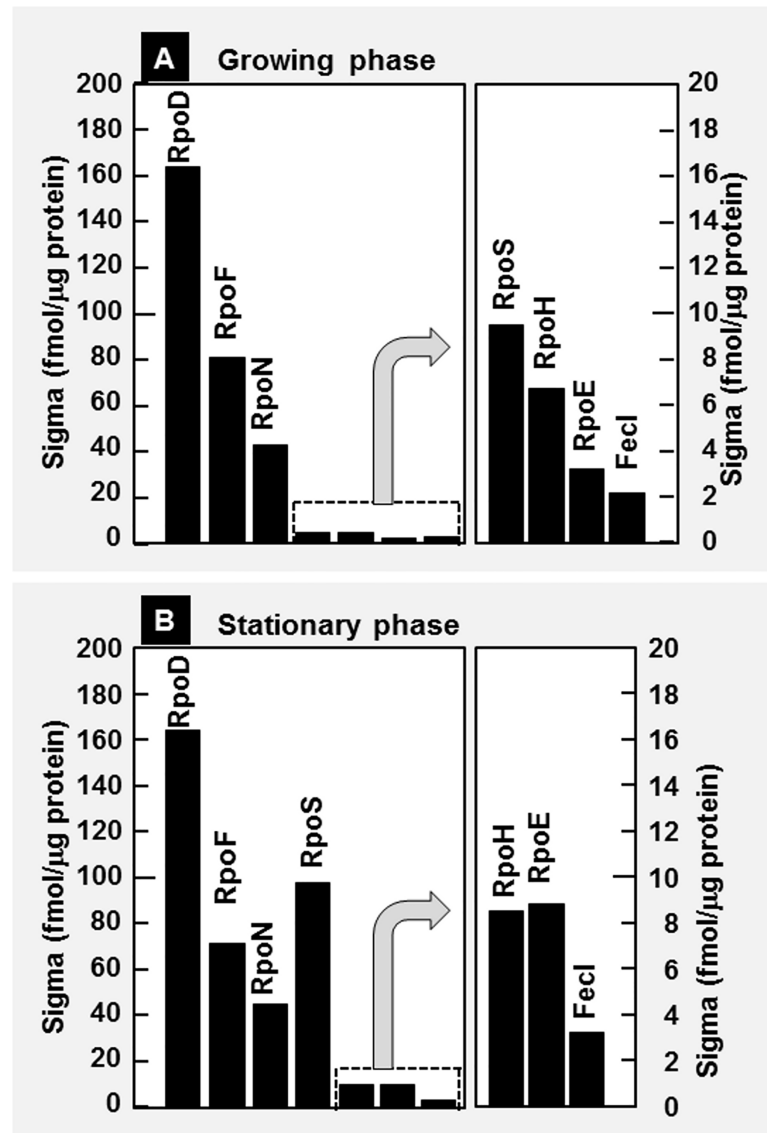 A Growing phase
Sigma (fmol/μg protein)
200
180
160
140
120
100
80
60
40
20
0
RpoD
RpoF
RpoN
RpoS
RpoH
RpoE
FecI
20
18
16
14
12
10
8
6
4
2
0
Sigma (fmol/μg protein)
B Stationary phase
Sigma (fmol/μg protein)
200
180
160
140
120
100
80
60
40
20
0
RpoD
RpoF
RpoN
RpoS
RpoH
RpoE
FecI
20
18
16
14
12
10
8
6
4
2
0
Sigma (fmol/μg protein)